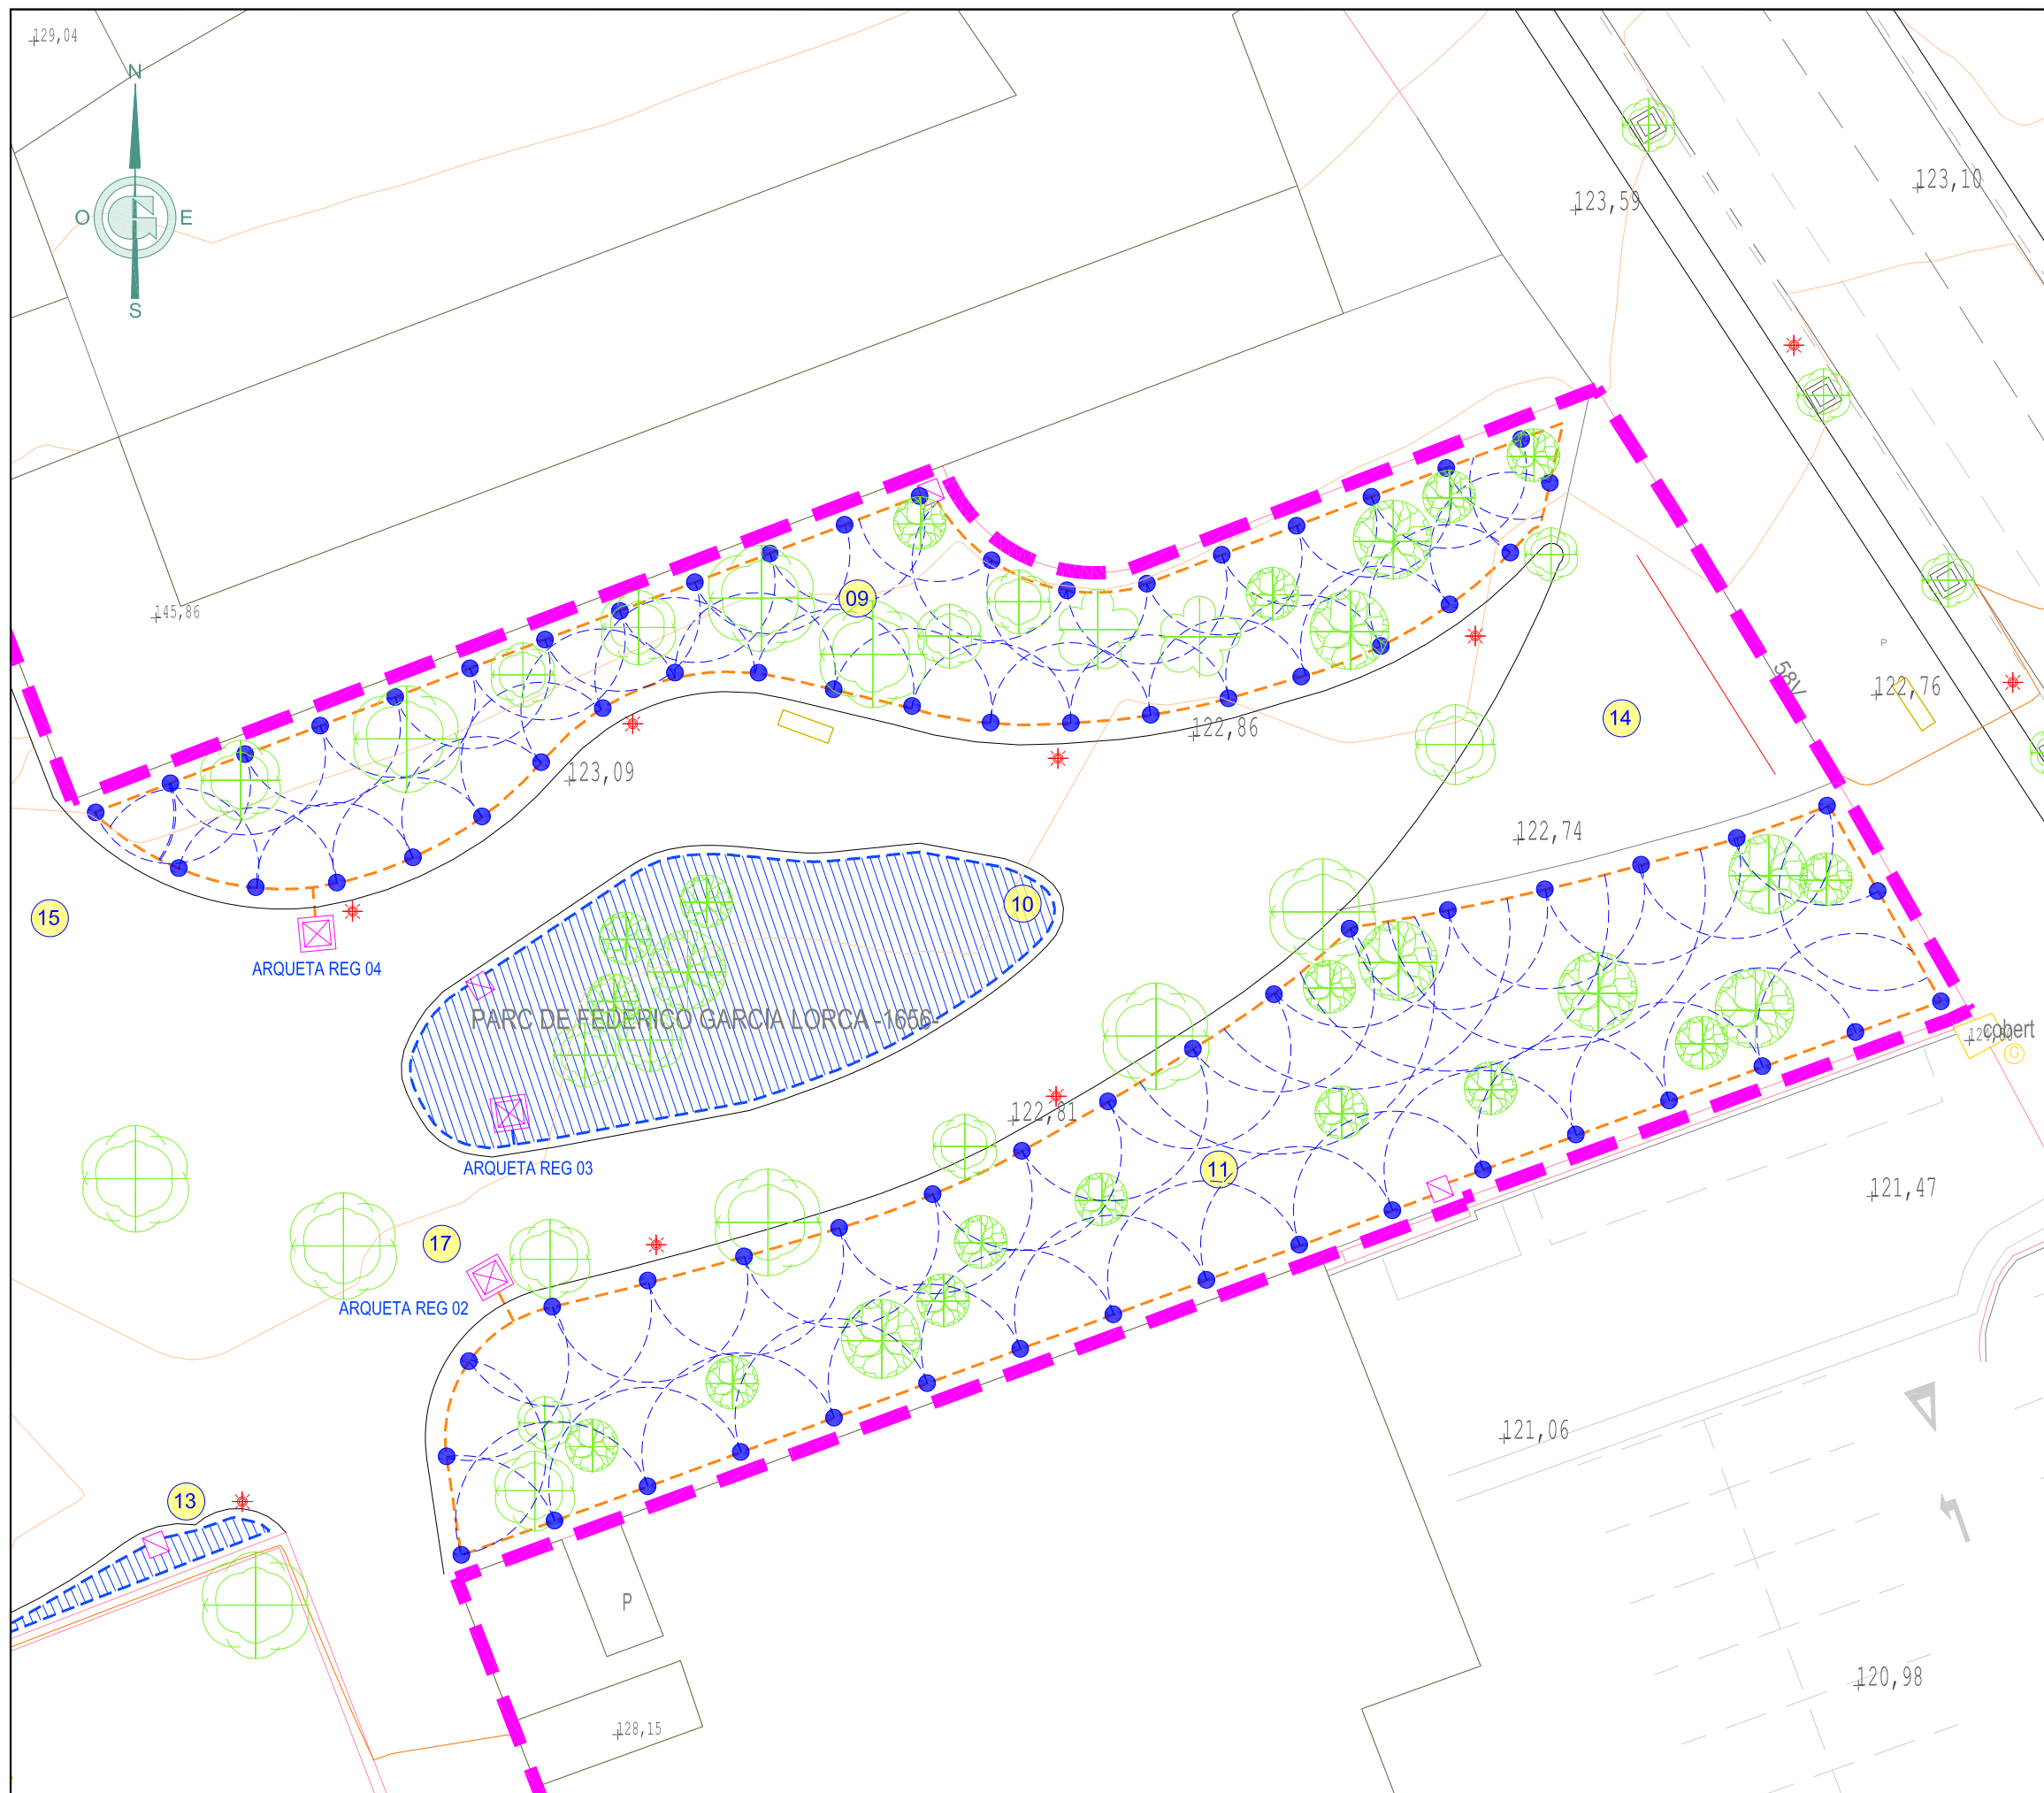 129,04
N
O E
S
123,59
123,10
145,86
09
58V
P
122,76
14
122,86
123,09
122,74
15
10
ARQUETA REG 04
PARC DE FEDERICO GARCIA LORCA -1656-
cobert
G
122,81
ARQUETA REG 03
11
121,47
17
ARQUETA REG 02
121,06
13
P
120,98
128,15